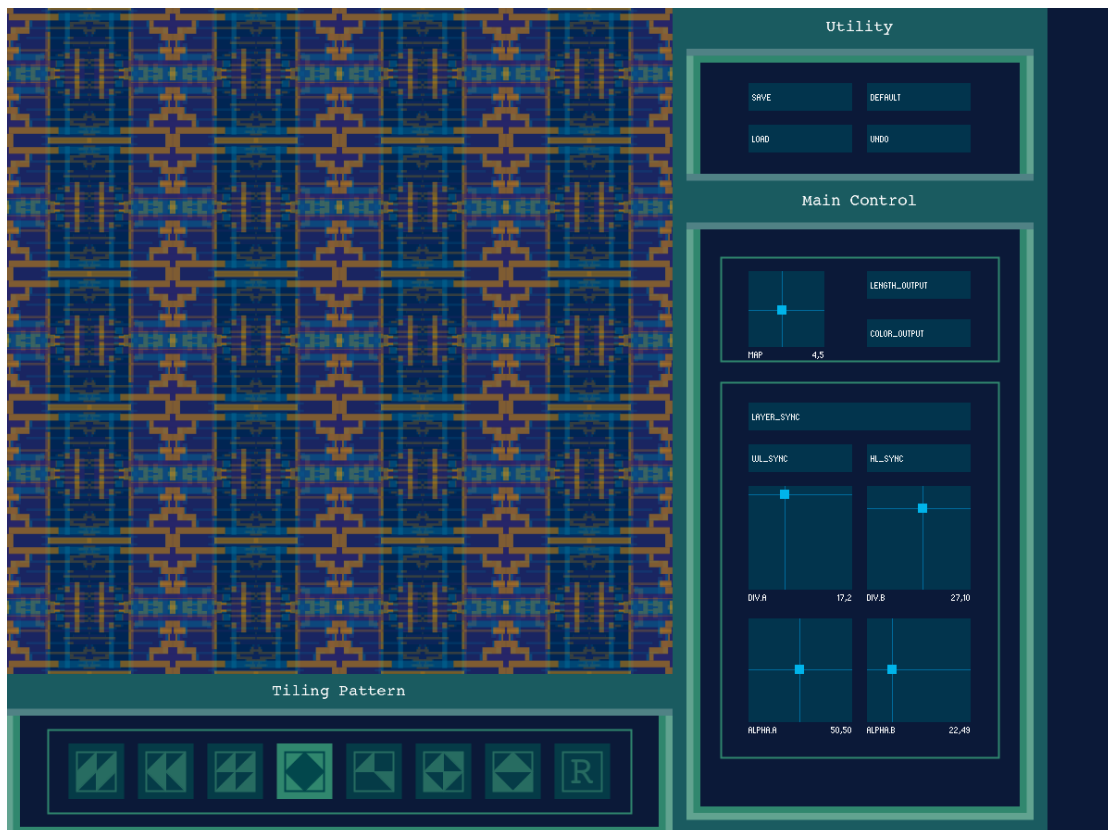 Utility
SAVE
DEFAULT
LOAD
UNDO
Main Control
LENGTH_OUTPUT
COLOR_OUTPUT
MAP 4,5
LAYER_SYNC
WL_SYNC
HL_SYNC
DIV.A 17,2
DIV.B 27,10
ALPHA.A 50,50
ALPHA.B 22,49
Tiling Pattern
R